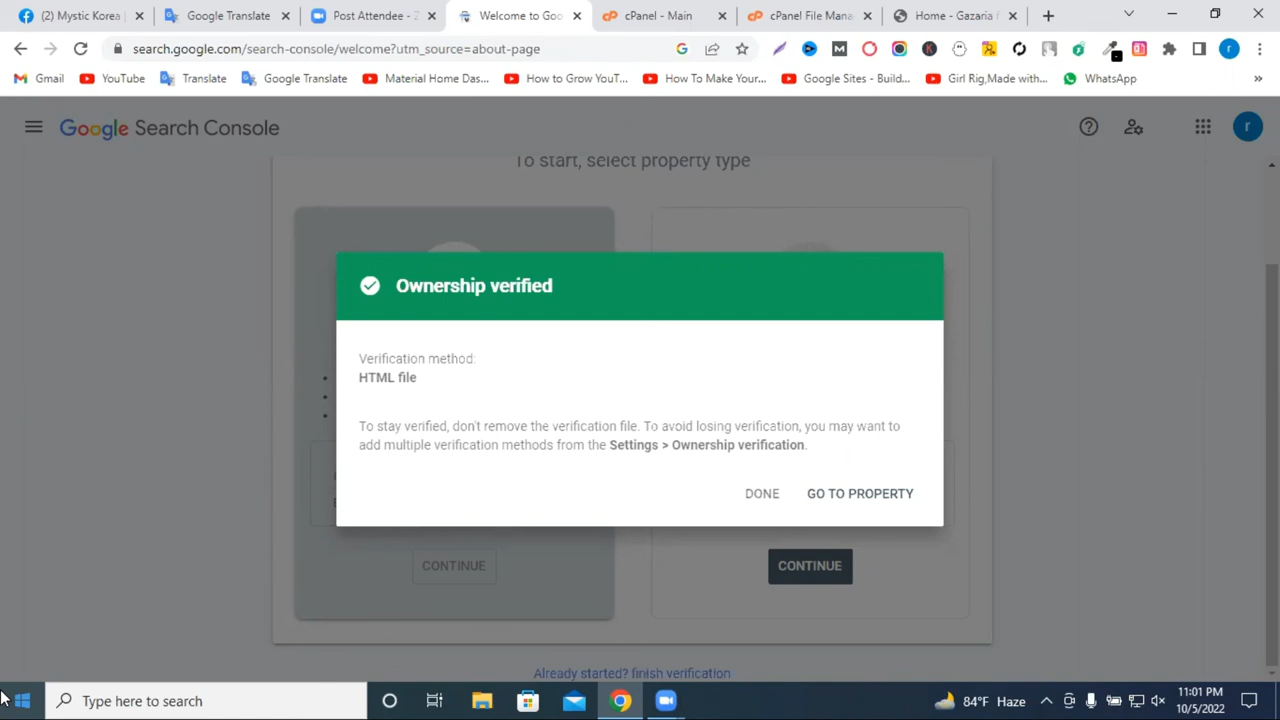 (2) Mystic Korea
Google Translate
Post Attendee - Z
Welcome to Goo
cPanel - Main
cPanel File Mana
Home - Gazaria f
search.google.com/search-console/welcome?utm_source=about-page
Gmail
YouTube
Translate
Google Translate
Material Home Das...
How to Grow YouT...
How To Make Your...
Google Sites - Build...
Girl Rig,Made with...
WhatsApp
Google Search Console
r
To start, select property type
Ownership verified
Verification method:
HTML file
To stay verified, don't remove the verification file. To avoid losing verification, you may want to
add multiple verification methods from the Settings > Ownership verification.
DONE
GO TO PROPERTY
CONTINUE
CONTINUE
Already started? finish verification
Type here to search
84°F Haze
11:01 PM
10/5/2022